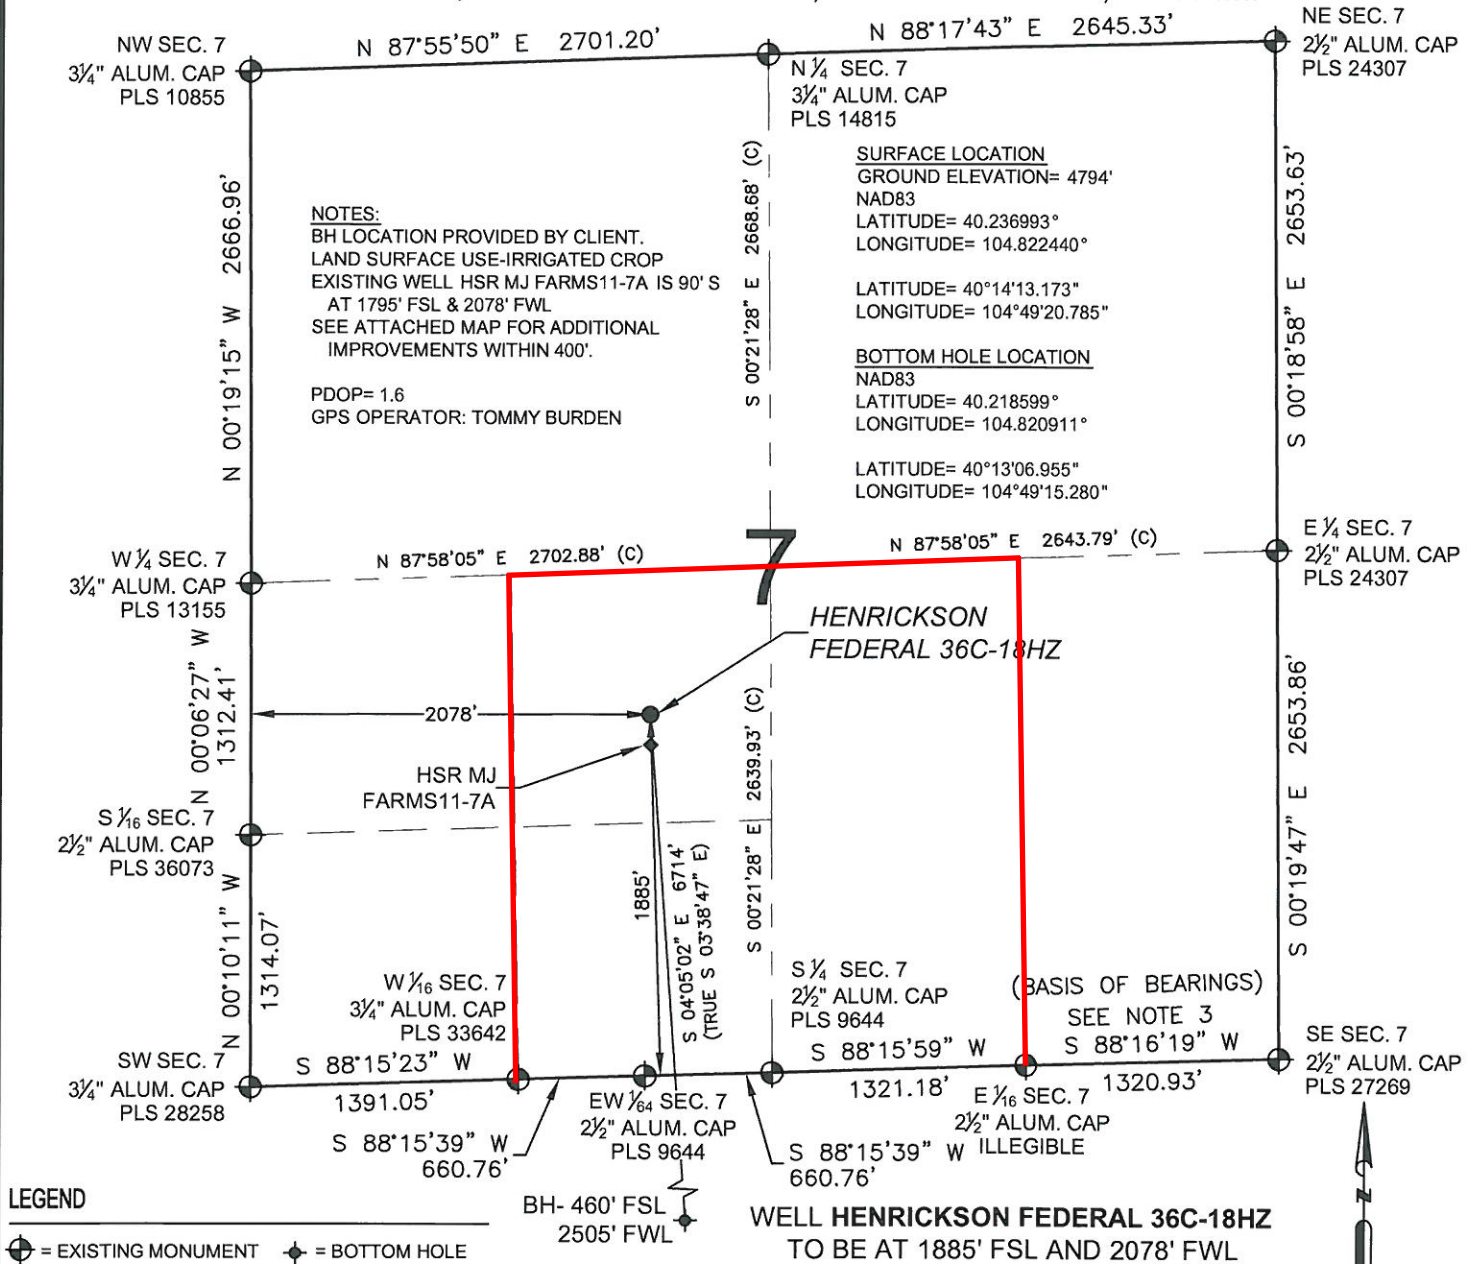 NW SEC. 7
3¼" ALUM. CAP
PLS 10855
N 87°55'50" E 2701.20'
N ¼ SEC. 7
3¼" ALUM. CAP
PLS 14815
N 88°17'43" E 2645.33'
NE SEC. 7
2½" ALUM. CAP
PLS 24307
N 00°19'15" W 2666.96'
NOTES:
BH LOCATION PROVIDED BY CLIENT.
LAND SURFACE USE-IRRIGATED CROP
EXISTING WELL HSR MJ FARMS11-7A IS 90' S
AT 1795' FSL & 2078' FWL
SEE ATTACHED MAP FOR ADDITIONAL
IMPROVEMENTS WITHIN 400'.
PDOP= 1.6
GPS OPERATOR: TOMMY BURDEN
S 00°21'28" E 2668.68' (C)
SURFACE LOCATION
GROUND ELEVATION= 4794'
NAD83
LATITUDE= 40.236993°
LONGITUDE= 104.822440°
LATITUDE= 40°14'13.173"
LONGITUDE= 104°49'20.785"
BOTTOM HOLE LOCATION
NAD83
LATITUDE= 40.218599°
LONGITUDE= 104.820911°
LATITUDE= 40°13'06.955"
LONGITUDE= 104°49'15.280"
S 00°18'58" E 2653.63'
W ¼ SEC. 7
3¼" ALUM. CAP
PLS 13155
N 87°58'05" E 2702.88' (C)
7
N 87°58'05" E 2643.79' (C)
E ¼ SEC. 7
2½" ALUM. CAP
PLS 24307
N 00°06'27" W
1312.41'
2078'
HENRICKSON
FEDERAL 36C-18HZ
HSR MJ
FARMS11-7A
S 1/16 SEC. 7
2½" ALUM. CAP
PLS 36073
1885'
S 04°05'02" E 6714'
(TRUE S 03°38'47" E)
S 00°21'28" E 2639.93' (C)
S 00°19'47" E 2653.86'
N 00°10'11" W
1314.07'
W 1/16 SEC. 7
3¼" ALUM. CAP
PLS 33642
S ¼ SEC. 7
2½" ALUM. CAP
PLS 9644
(BASIS OF BEARINGS)
SEE NOTE 3
SW SEC. 7
3¼" ALUM. CAP
PLS 28258
S 88°15'23" W
1391.05'
S 88°15'39" W
660.76'
EW 1/64 SEC. 7
2½" ALUM. CAP
PLS 9644
S 88°15'39" W
660.76'
S 88°15'59" W
1321.18'
E 1/16 SEC. 7
2½" ALUM. CAP
ILLEGIBLE
S 88°16'19" W
1320.93'
SE SEC. 7
2½" ALUM. CAP
PLS 27269
BH- 460' FSL
2505' FWL
WELL HENRICKSON FEDERAL 36C-18HZ
TO BE AT 1885' FSL AND 2078' FWL
LEGEND
= EXISTING MONUMENT
= BOTTOM HOLE
N